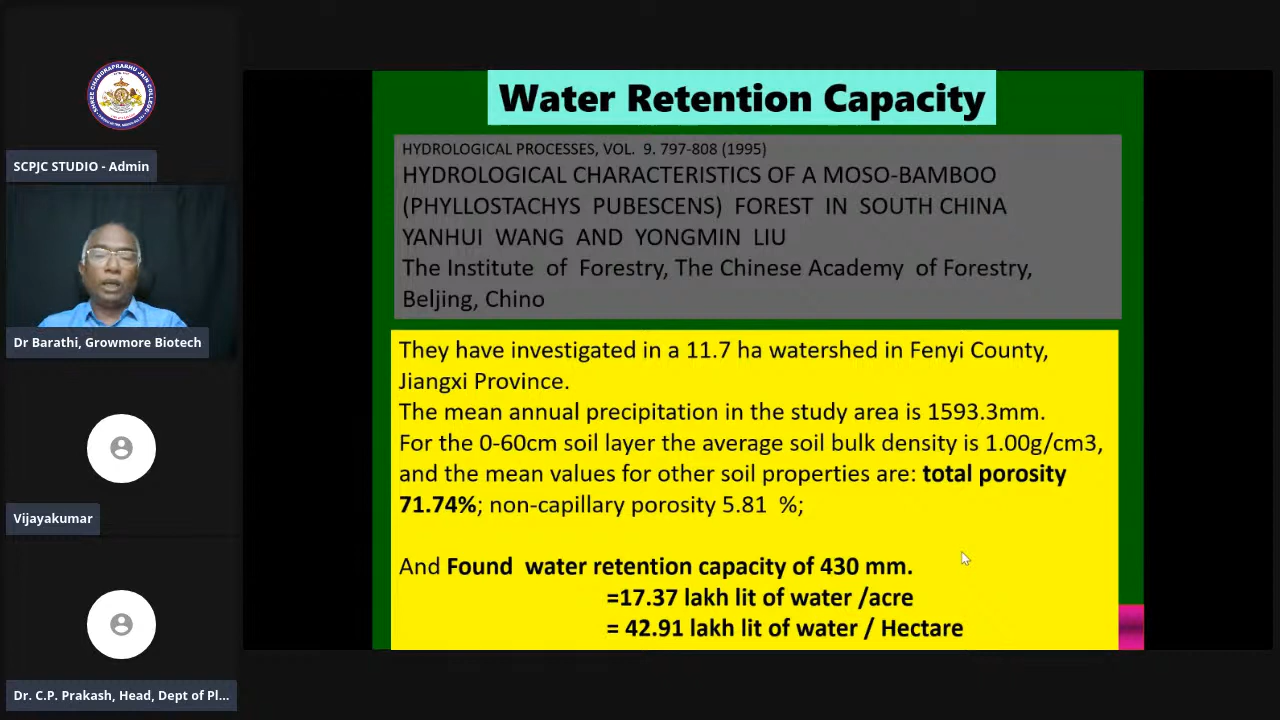 SCPJC STUDIO - Admin
Dr Barathi, Growmore Biotech
Vijayakumar
Dr. C.P. Prakash, Head, Dept of Pl...
Water Retention Capacity
HYDROLOGICAL PROCESSES, VOL. 9. 797-808 (1995)
HYDROLOGICAL CHARACTERISTICS OF A MOSO-BAMBOO
(PHYLLOSTACHYS PUBESCENS) FOREST IN SOUTH CHINA
YANHUI WANG AND YONGMIN LIU
The Institute of Forestry, The Chinese Academy of Forestry,
Beljing, Chino
They have investigated in a 11.7 ha watershed in Fenyi County,
Jiangxi Province.
The mean annual precipitation in the study area is 1593.3mm.
For the 0-60cm soil layer the average soil bulk density is 1.00g/cm3,
and the mean values for other soil properties are: total porosity
71.74%; non-capillary porosity 5.81 %;
And Found water retention capacity of 430 mm.
=17.37 lakh lit of water /acre
= 42.91 lakh lit of water / Hectare